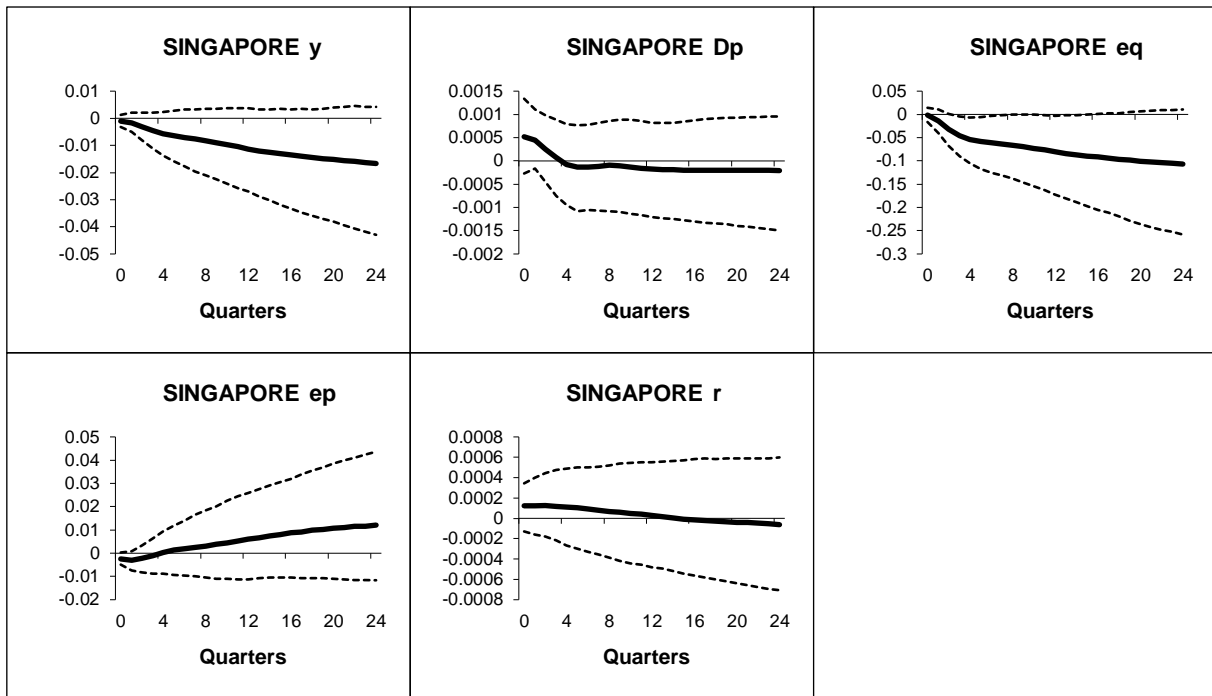 SINGAPORE y
0.01
0
-0.01
-0.02
-0.03
-0.04
-0.05
0 4 8 12 16 20 24
Quarters
SINGAPORE Dp
0.0015
0.001
0.0005
0
-0.0005
-0.001
-0.0015
-0.002
0 4 8 12 16 20 24
Quarters
SINGAPORE eq
0.05
0
-0.05
-0.1
-0.15
-0.2
-0.25
-0.3
0 4 8 12 16 20 24
Quarters
SINGAPORE ep
0.05
0.04
0.03
0.02
0.01
0
-0.01
-0.02
0 4 8 12 16 20 24
Quarters
SINGAPORE r
0.0008
0.0006
0.0004
0.0002
0
-0.0002
-0.0004
-0.0006
-0.0008
0 4 8 12 16 20 24
Quarters